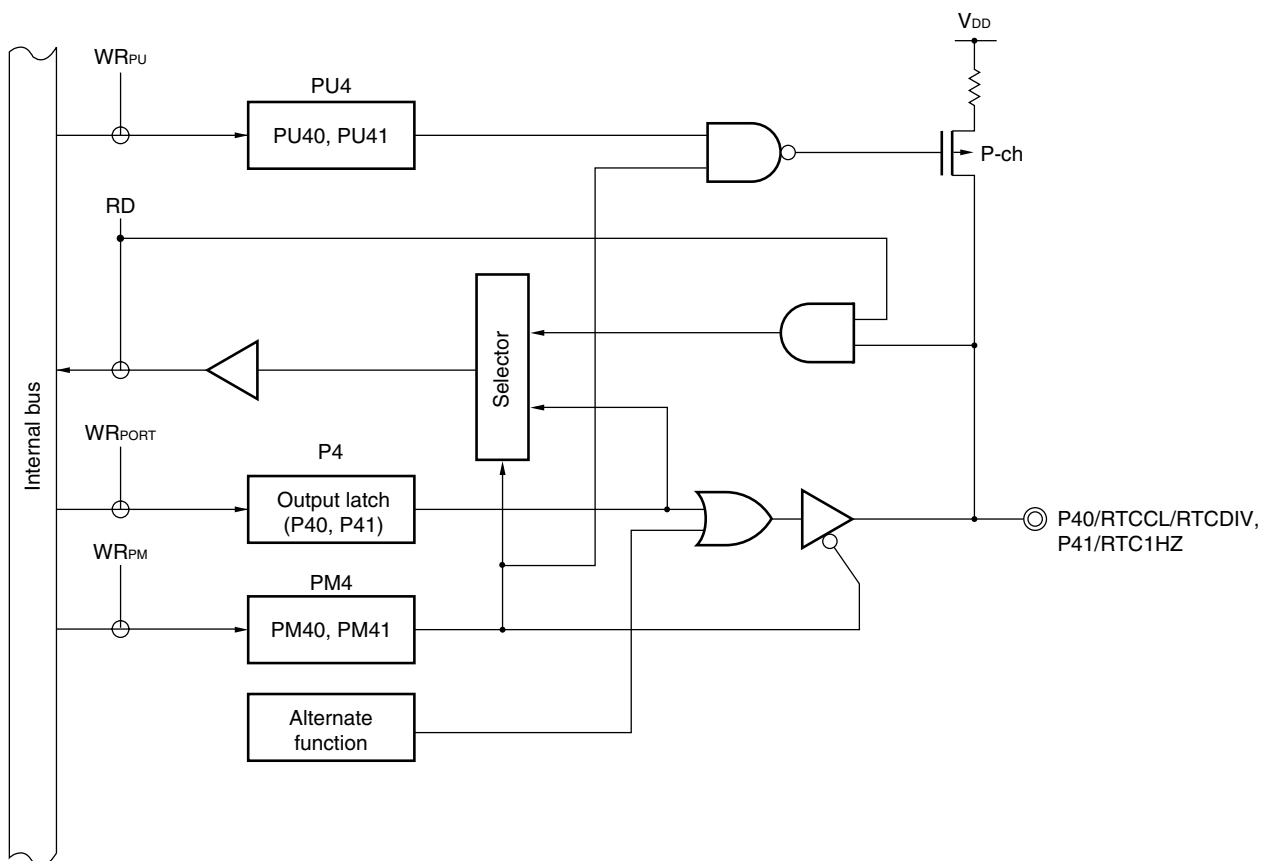 VDD
WRPU
PU4
PU40, PU41
P-ch
RD
Selector
Internal bus
WRPORT
P4
Output latch
(P40, P41)
P40/RTCCL/RTCDIV,
P41/RTC1HZ
WRPM
PM4
PM40, PM41
Alternate
function